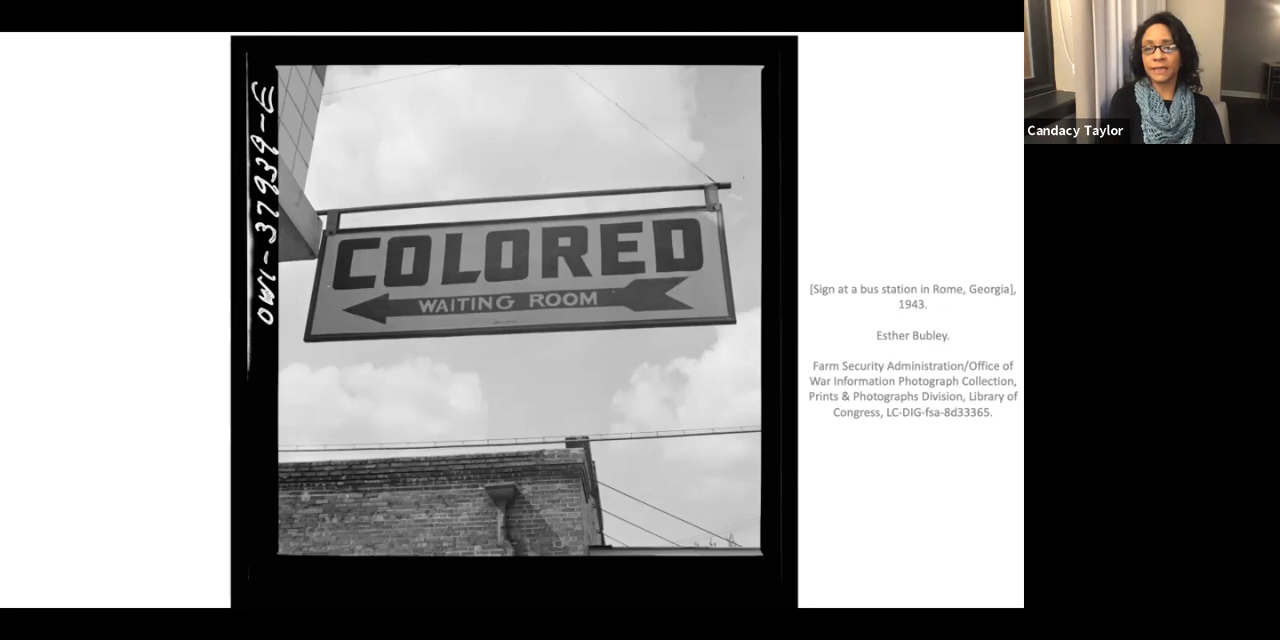 OWI-37939-E
COLORED
WAITING ROOM
[Sign at a bus station in Rome, Georgia],
1943.
Esther Bubley.
Farm Security Administration/Office of
War Information Photograph Collection,
Prints & Photographs Division, Library of
Congress, LC-DIG-fsa-8d33365.
Candacy Taylor